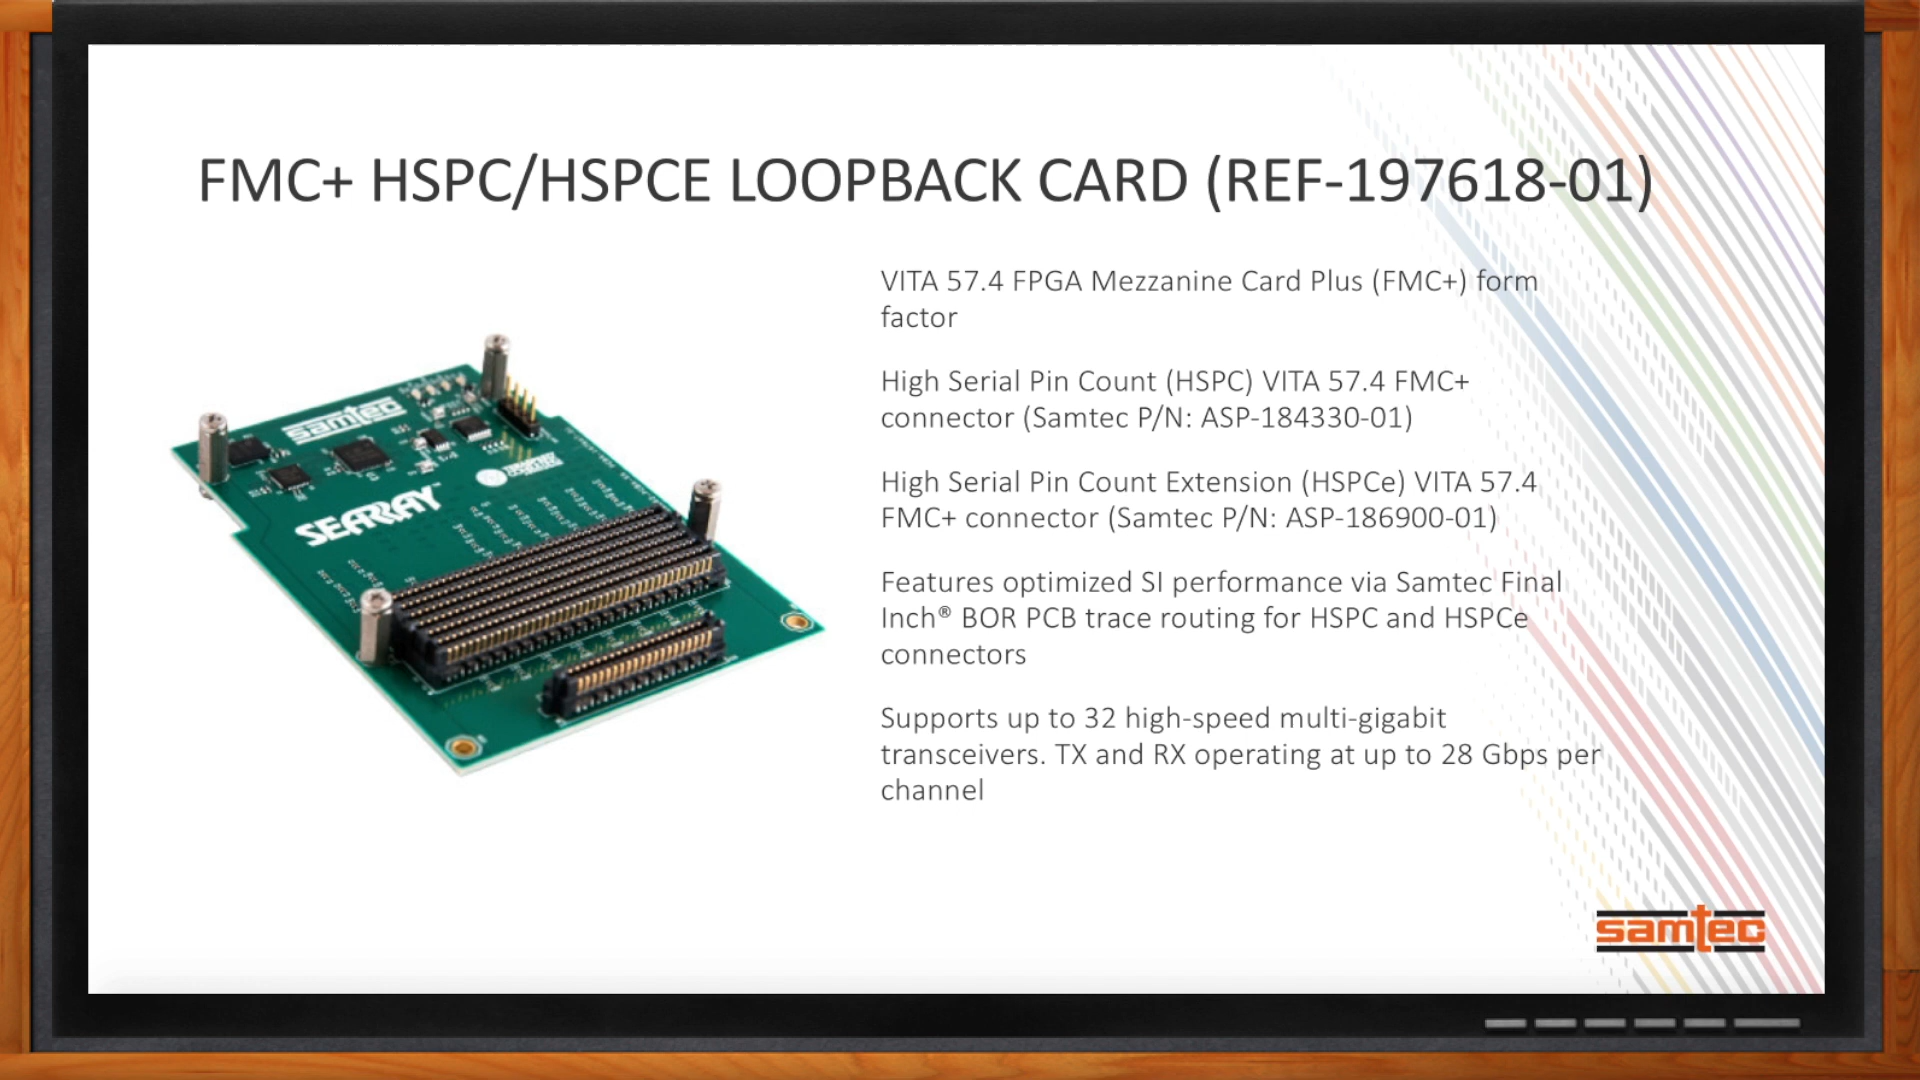 FMC+ HSPC/HSPCE LOOPBACK CARD (REF-197618-01)
VITA 57.4 FPGA Mezzanine Card Plus (FMC+) form
factor
High Serial Pin Count (HSPC) VITA 57.4 FMC+
connector (Samtec P/N: ASP-184330-01)
High Serial Pin Count Extension (HSPCe) VITA 57.4
FMC+ connector (Samtec P/N: ASP-186900-01)
Features optimized SI performance via Samtec Final
Inch® BOR PCB trace routing for HSPC and HSPCe
connectors
Supports up to 32 high-speed multi-gigabit
transceivers. TX and RX operating at up to 28 Gbps per
channel
samtec
SEARAY™
samtec